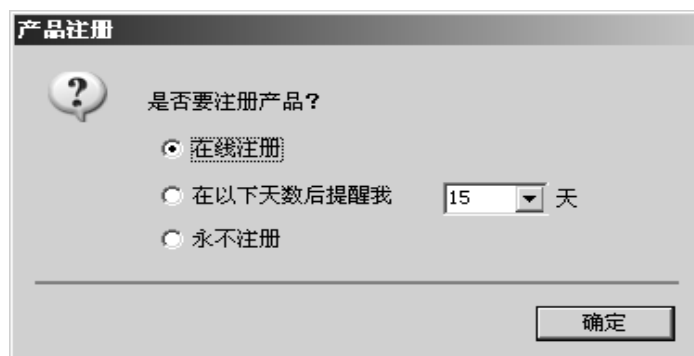 产品注册
是否要注册产品?
在线注册
在以下天数后提醒我 15 天
永不注册
确定